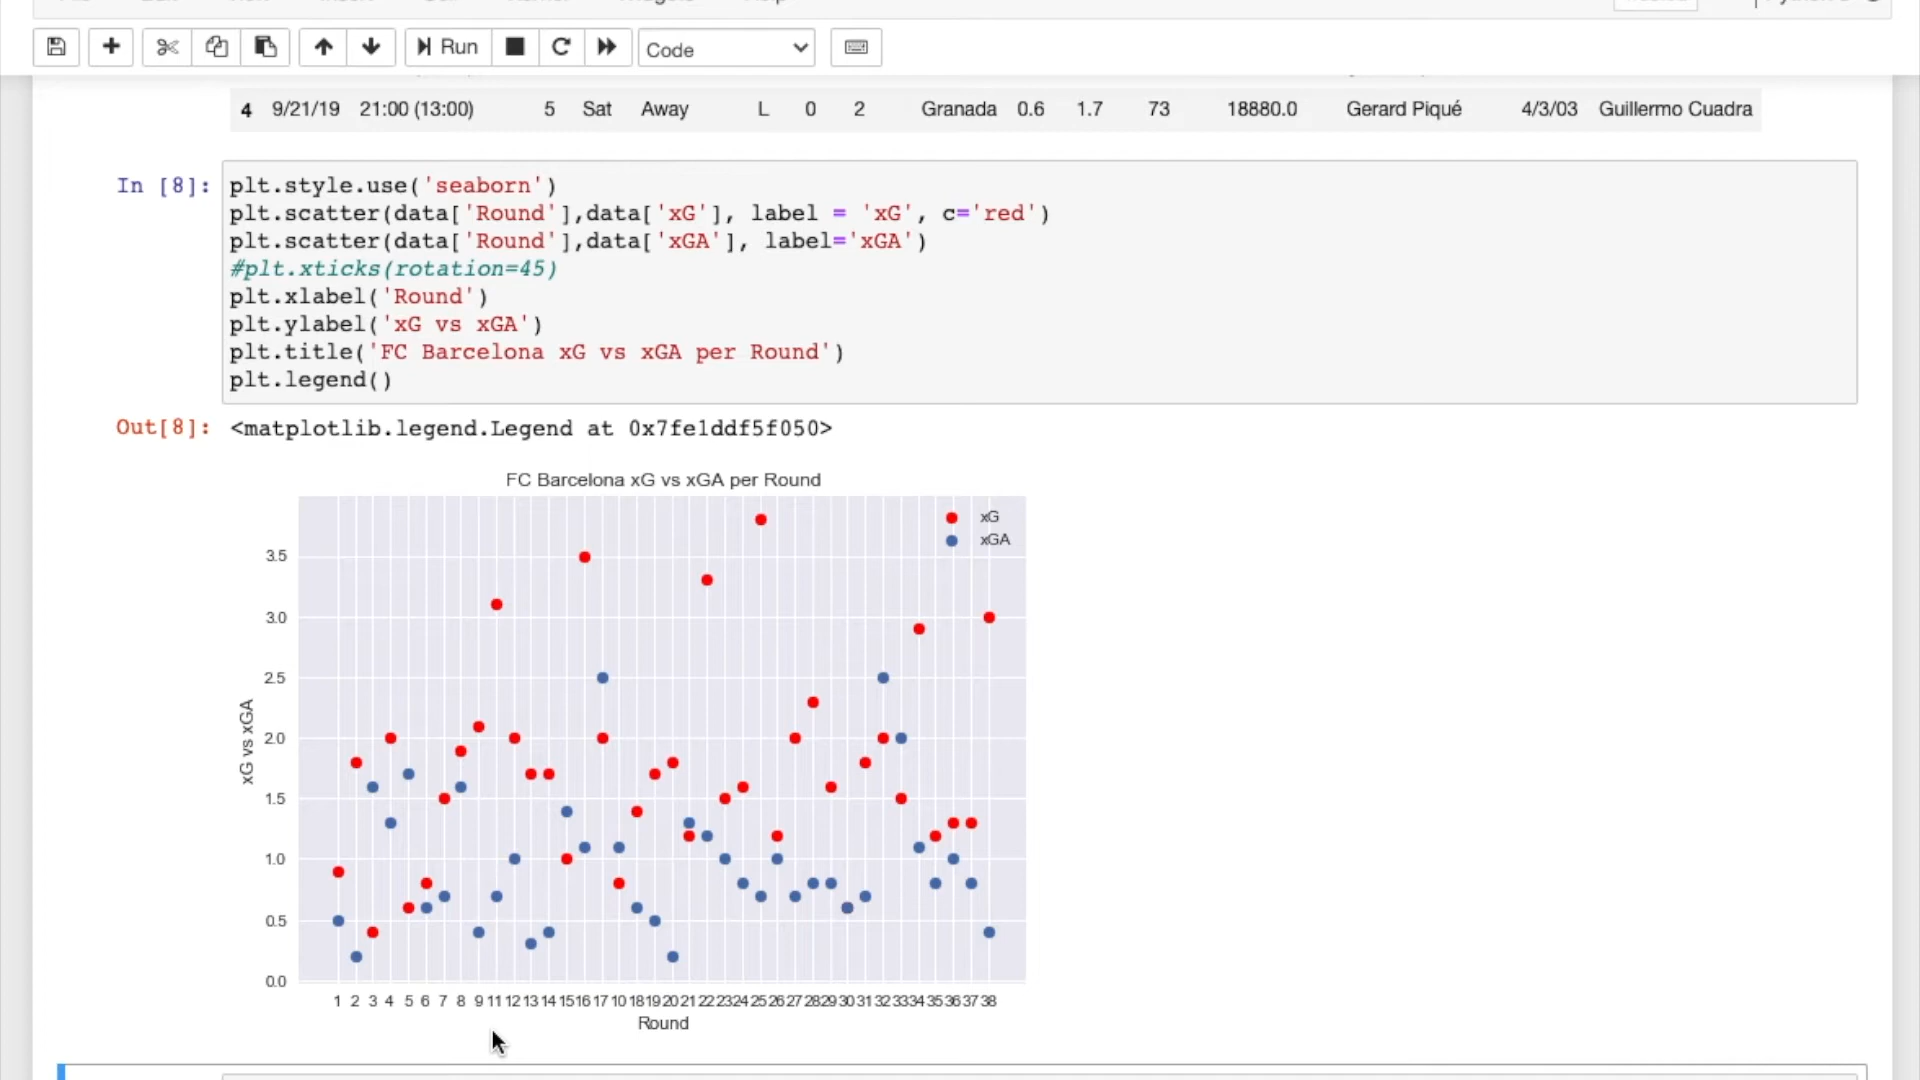 Run
Code
4 9/21/19 21:00 (13:00) 5 Sat Away L 0 2 Granada 0.6 1.7 73 18880.0 Gerard Piqué 4/3/03 Guillermo Cuadra
In [8]:
plt.style.use('seaborn')
plt.scatter(data['Round'],data['xG'], label = 'xG', c='red')
plt.scatter(data['Round'],data['xGA'], label='xGA')
#plt.xticks(rotation=45)
plt.xlabel('Round')
plt.ylabel('xG vs xGA')
plt.title('FC Barcelona xG vs xGA per Round')
plt.legend()
Out[8]: <matplotlib.legend.Legend at 0x7fe1ddf5f050>
FC Barcelona xG vs xGA per Round
xG
xGA
3.5
3.0
2.5
2.0
1.5
1.0
0.5
0.0
xG vs xGA
1 2 3 4 5 6 7 8 9 11 12 13 14 15 16 17 10 18 19 20 21 22 23 24 25 26 27 28 29 30 31 32 33 34 35 36 37 38
Round